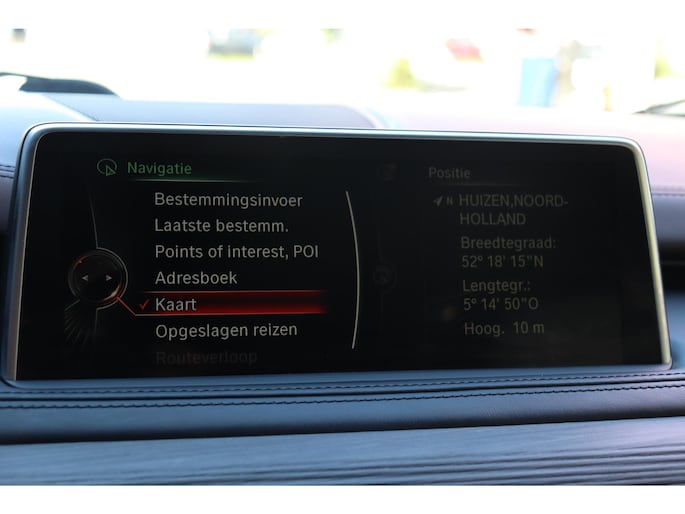 Navigatie
Bestemmingsinvoer
Laatste bestemm.
Points of interest, POI
Adresboek
Kaart
Opgeslagen reizen
Routeverloop
Positie
N HUIZEN,NOORD-
HOLLAND
Breedtegraad:
52° 18' 15"N
Lengtegr.:
5° 14' 50"O
Hoog. 10 m